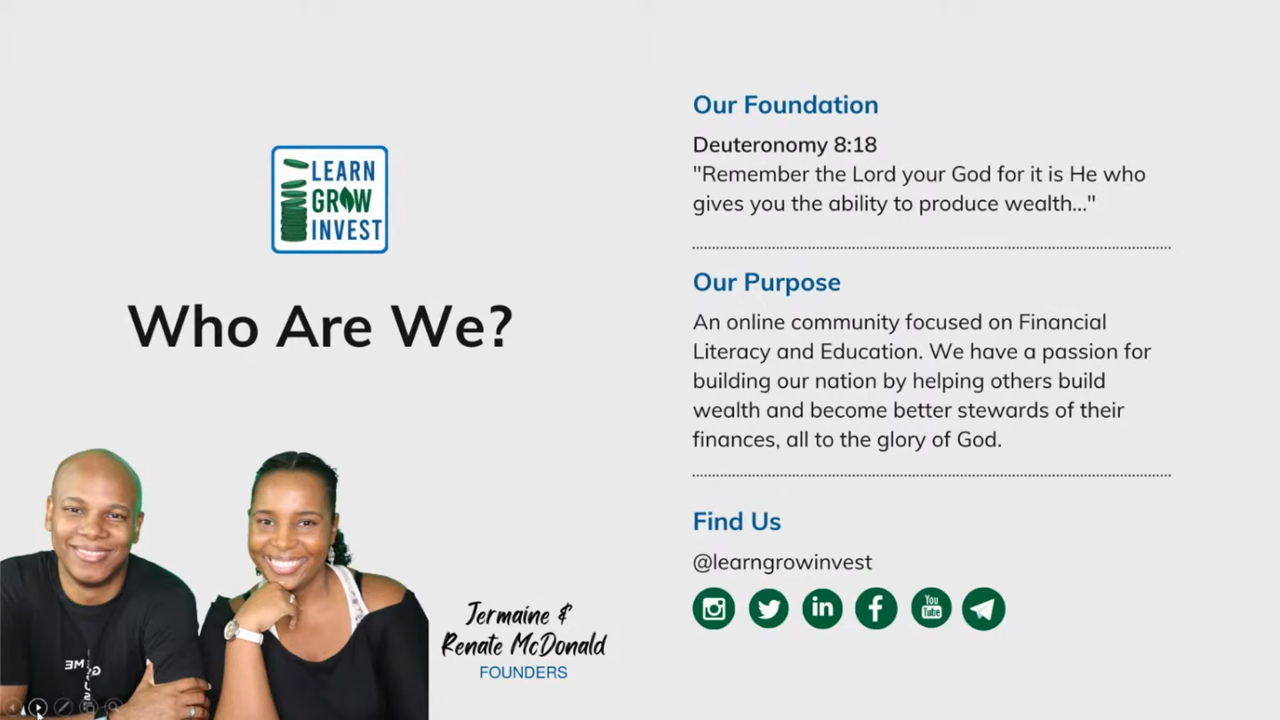 LEARN
GROW
INVEST
Who Are We?
Jermaine &
Renate McDonald
FOUNDERS
Our Foundation
Deuteronomy 8:18
"Remember the Lord your God for it is He who
gives you the ability to produce wealth..."
Our Purpose
An online community focused on Financial
Literacy and Education. We have a passion for
building our nation by helping others build
wealth and become better stewards of their
finances, all to the glory of God.
Find Us
@learngrowinvest
in
f
You
Tube